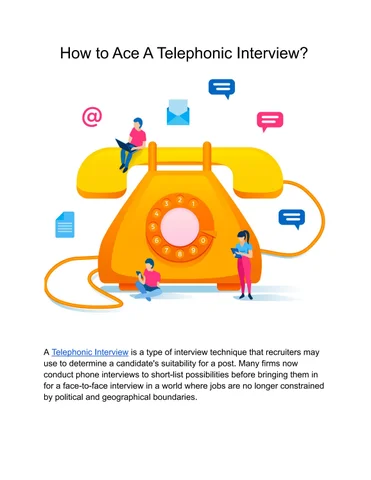 How to Ace A Telephonic Interview?
@
A Telephonic Interview is a type of interview technique that recruiters may
use to determine a candidate's suitability for a post. Many firms now
conduct phone interviews to short-list possibilities before bringing them in
for a face-to-face interview in a world where jobs are no longer constrained
by political and geographical boundaries.